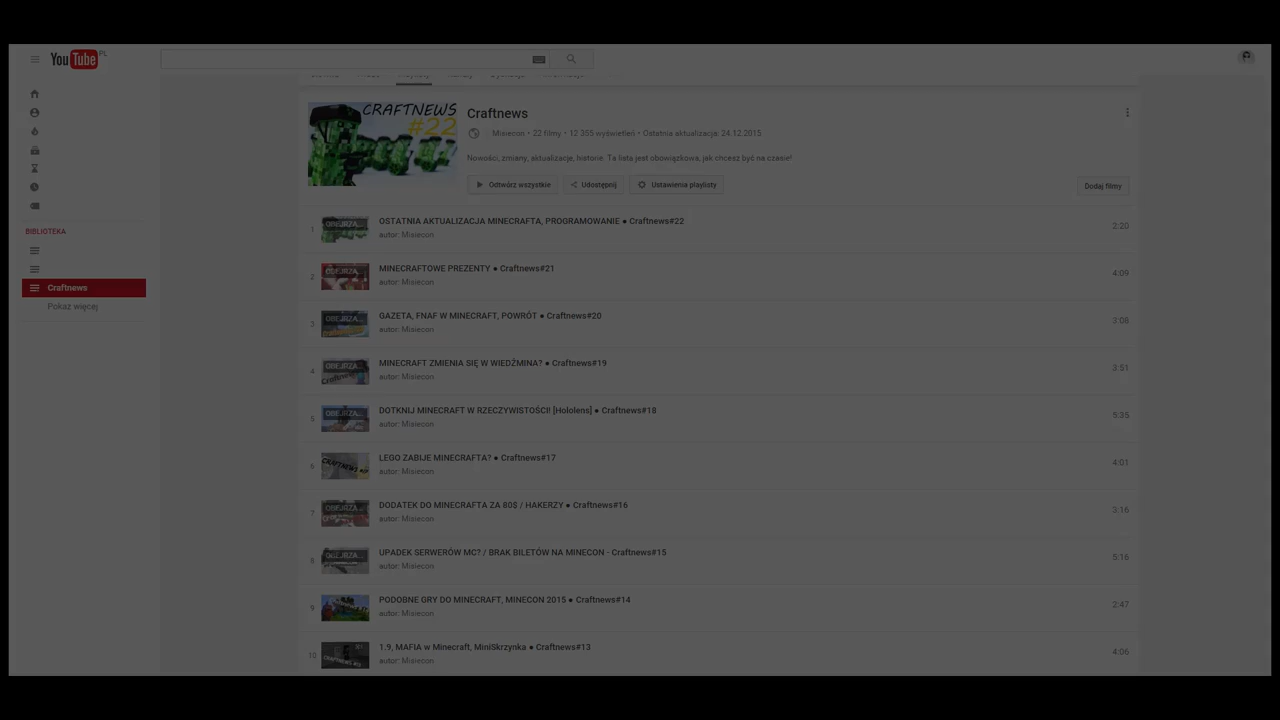 YouTube PL
CRAFTNEWS
#22
Craftnews
Misiecon • 22 filmy • 12 355 wyświetleń • Ostatnia aktualizacja: 24.12.2015
Nowości, zmiany, aktualizacje, historie. Ta lista jest obowiązkowa, jak chcesz być na czasie!
Odtwórz wszystkie
Udostępnij
Ustawienia playlisty
Dodaj filmy
BIBLIOTEKA
Craftnews
Pokaż więcej
1 OBEJRZA... OSTATNIA AKTUALIZACJA MINECRAFTA, PROGRAMOWANIE ● Craftnews#22 2:20
autor: Misiecon
2 OBEJRZA... MINECRAFTOWE PREZENTY ● Craftnews#21 4:09
autor: Misiecon
3 OBEJRZA... GAZETA, FNAF W MINECRAFT, POWRÓT ● Craftnews#20 3:08
autor: Misiecon
4 OBEJRZA... MINECRAFT ZMIENIA SIĘ W WIEDŹMINA? ● Craftnews#19 3:51
autor: Misiecon
5 OBEJRZA... DOTKNIJ MINECRAFT W RZECZYWISTOŚCI! [Hololens] ● Craftnews#18 5:35
autor: Misiecon
6 LEGO ZABIJE MINECRAFTA? ● Craftnews#17 4:01
autor: Misiecon
7 OBEJRZA... DODATEK DO MINECRAFTA ZA 80$ / HAKERZY ● Craftnews#16 3:16
autor: Misiecon
8 OBEJRZA... UPADEK SERWERÓW MC? / BRAK BILETÓW NA MINECON - Craftnews#15 5:16
autor: Misiecon
9 PODOBNE GRY DO MINECRAFT, MINECON 2015 ● Craftnews#14 2:47
autor: Misiecon
10 1.9, MAFIA w Minecraft, MiniSkrzynka ● Craftnews#13 4:06
autor: Misiecon